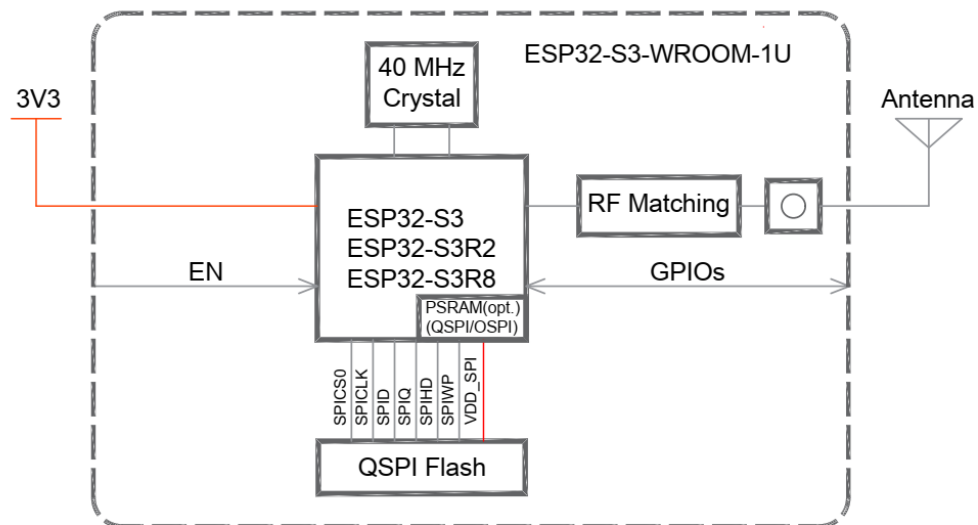 ESP32-S3-WROOM-1U
40 MHz
Crystal
3V3
Antenna
RF Matching
ESP32-S3
ESP32-S3R2
ESP32-S3R8
EN
GPIOs
PSRAM(opt.)
(QSPI/OSPI)
SPICS0
SPICLK
SPID
SPIQ
SPIHD
SPIWP
VDD_SPI
QSPI Flash